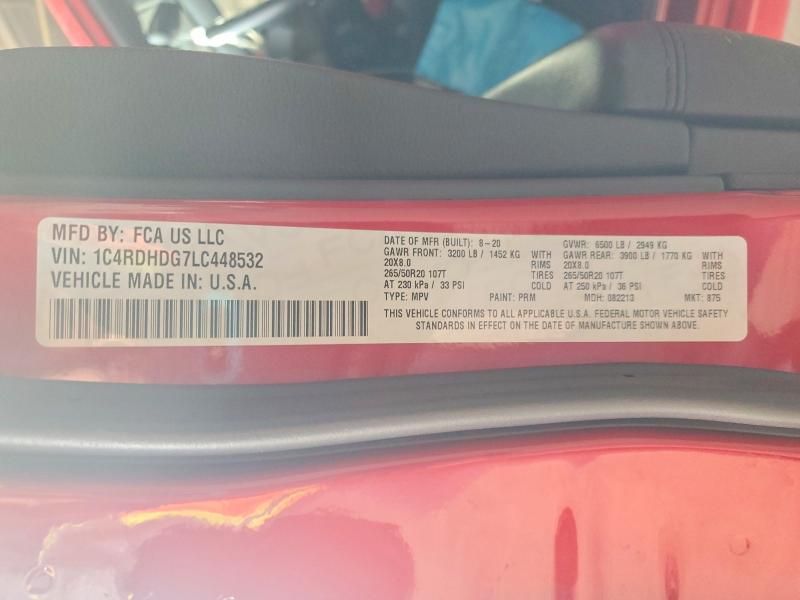 MFD BY: FCA US LLC
VIN: 1C4RDHDG7LC448532
VEHICLE MADE IN: U.S.A.
DATE OF MFR (BUILT): 8-20 GVWR: 6500 LB / 2949 KG
GAWR FRONT: 3200 LB / 1452 KG WITH GAWR REAR: 3900 LB / 1770 KG WITH
20X8.0 RIMS 20X8.0 RIMS
265/50R20 107T TIRES 265/50R20 107T TIRES
AT 230 kPa / 33 PSI COLD AT 250 kPa / 36 PSI COLD
TYPE: MPV PAINT: PRM MDH: 082213 MKT: 875
THIS VEHICLE CONFORMS TO ALL APPLICABLE U.S.A. FEDERAL MOTOR VEHICLE SAFETY
STANDARDS IN EFFECT ON THE DATE OF MANUFACTURE SHOWN ABOVE.